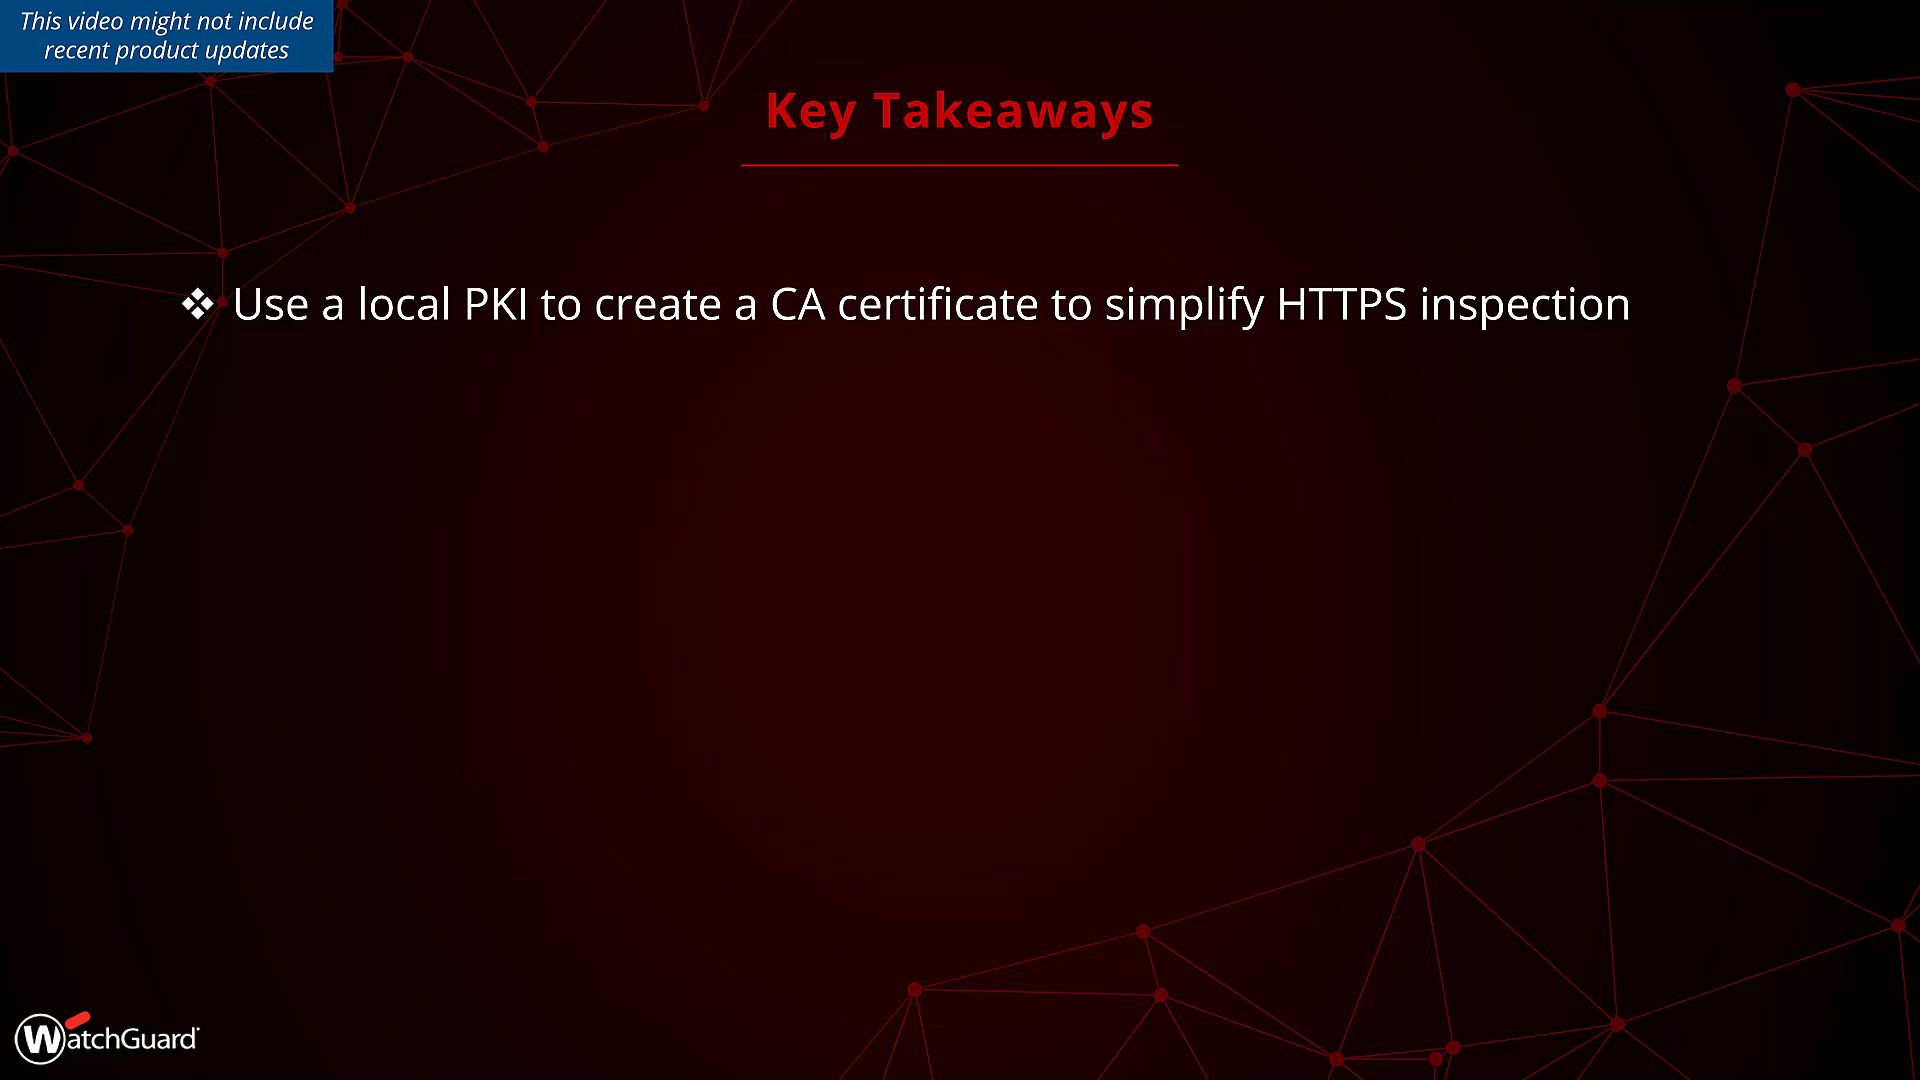 This video might not include
recent product updates
Key Takeaways
❖ Use a local PKI to create a CA certificate to simplify HTTPS inspection
WatchGuard